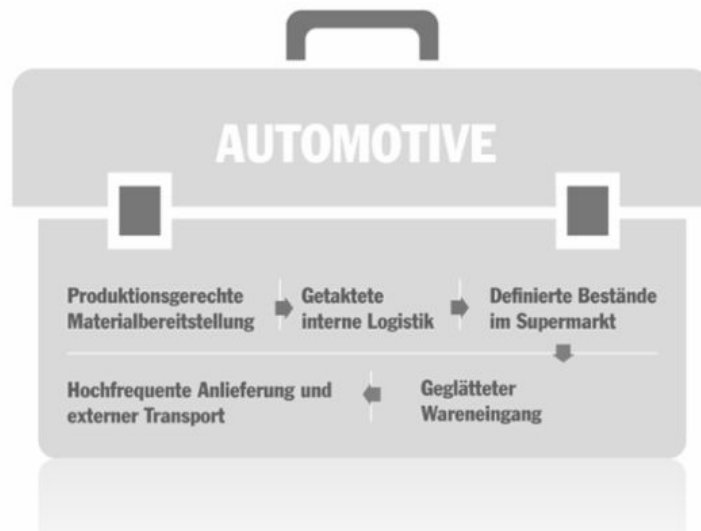 AUTOMOTIVE
Produktionsgerechte
Materialbereitstellung
Getaktete
interne Logistik
Definierte Bestände
im Supermarkt
Geglätteter
Wareneingang
Hochfrequente Anlieferung und
externer Transport